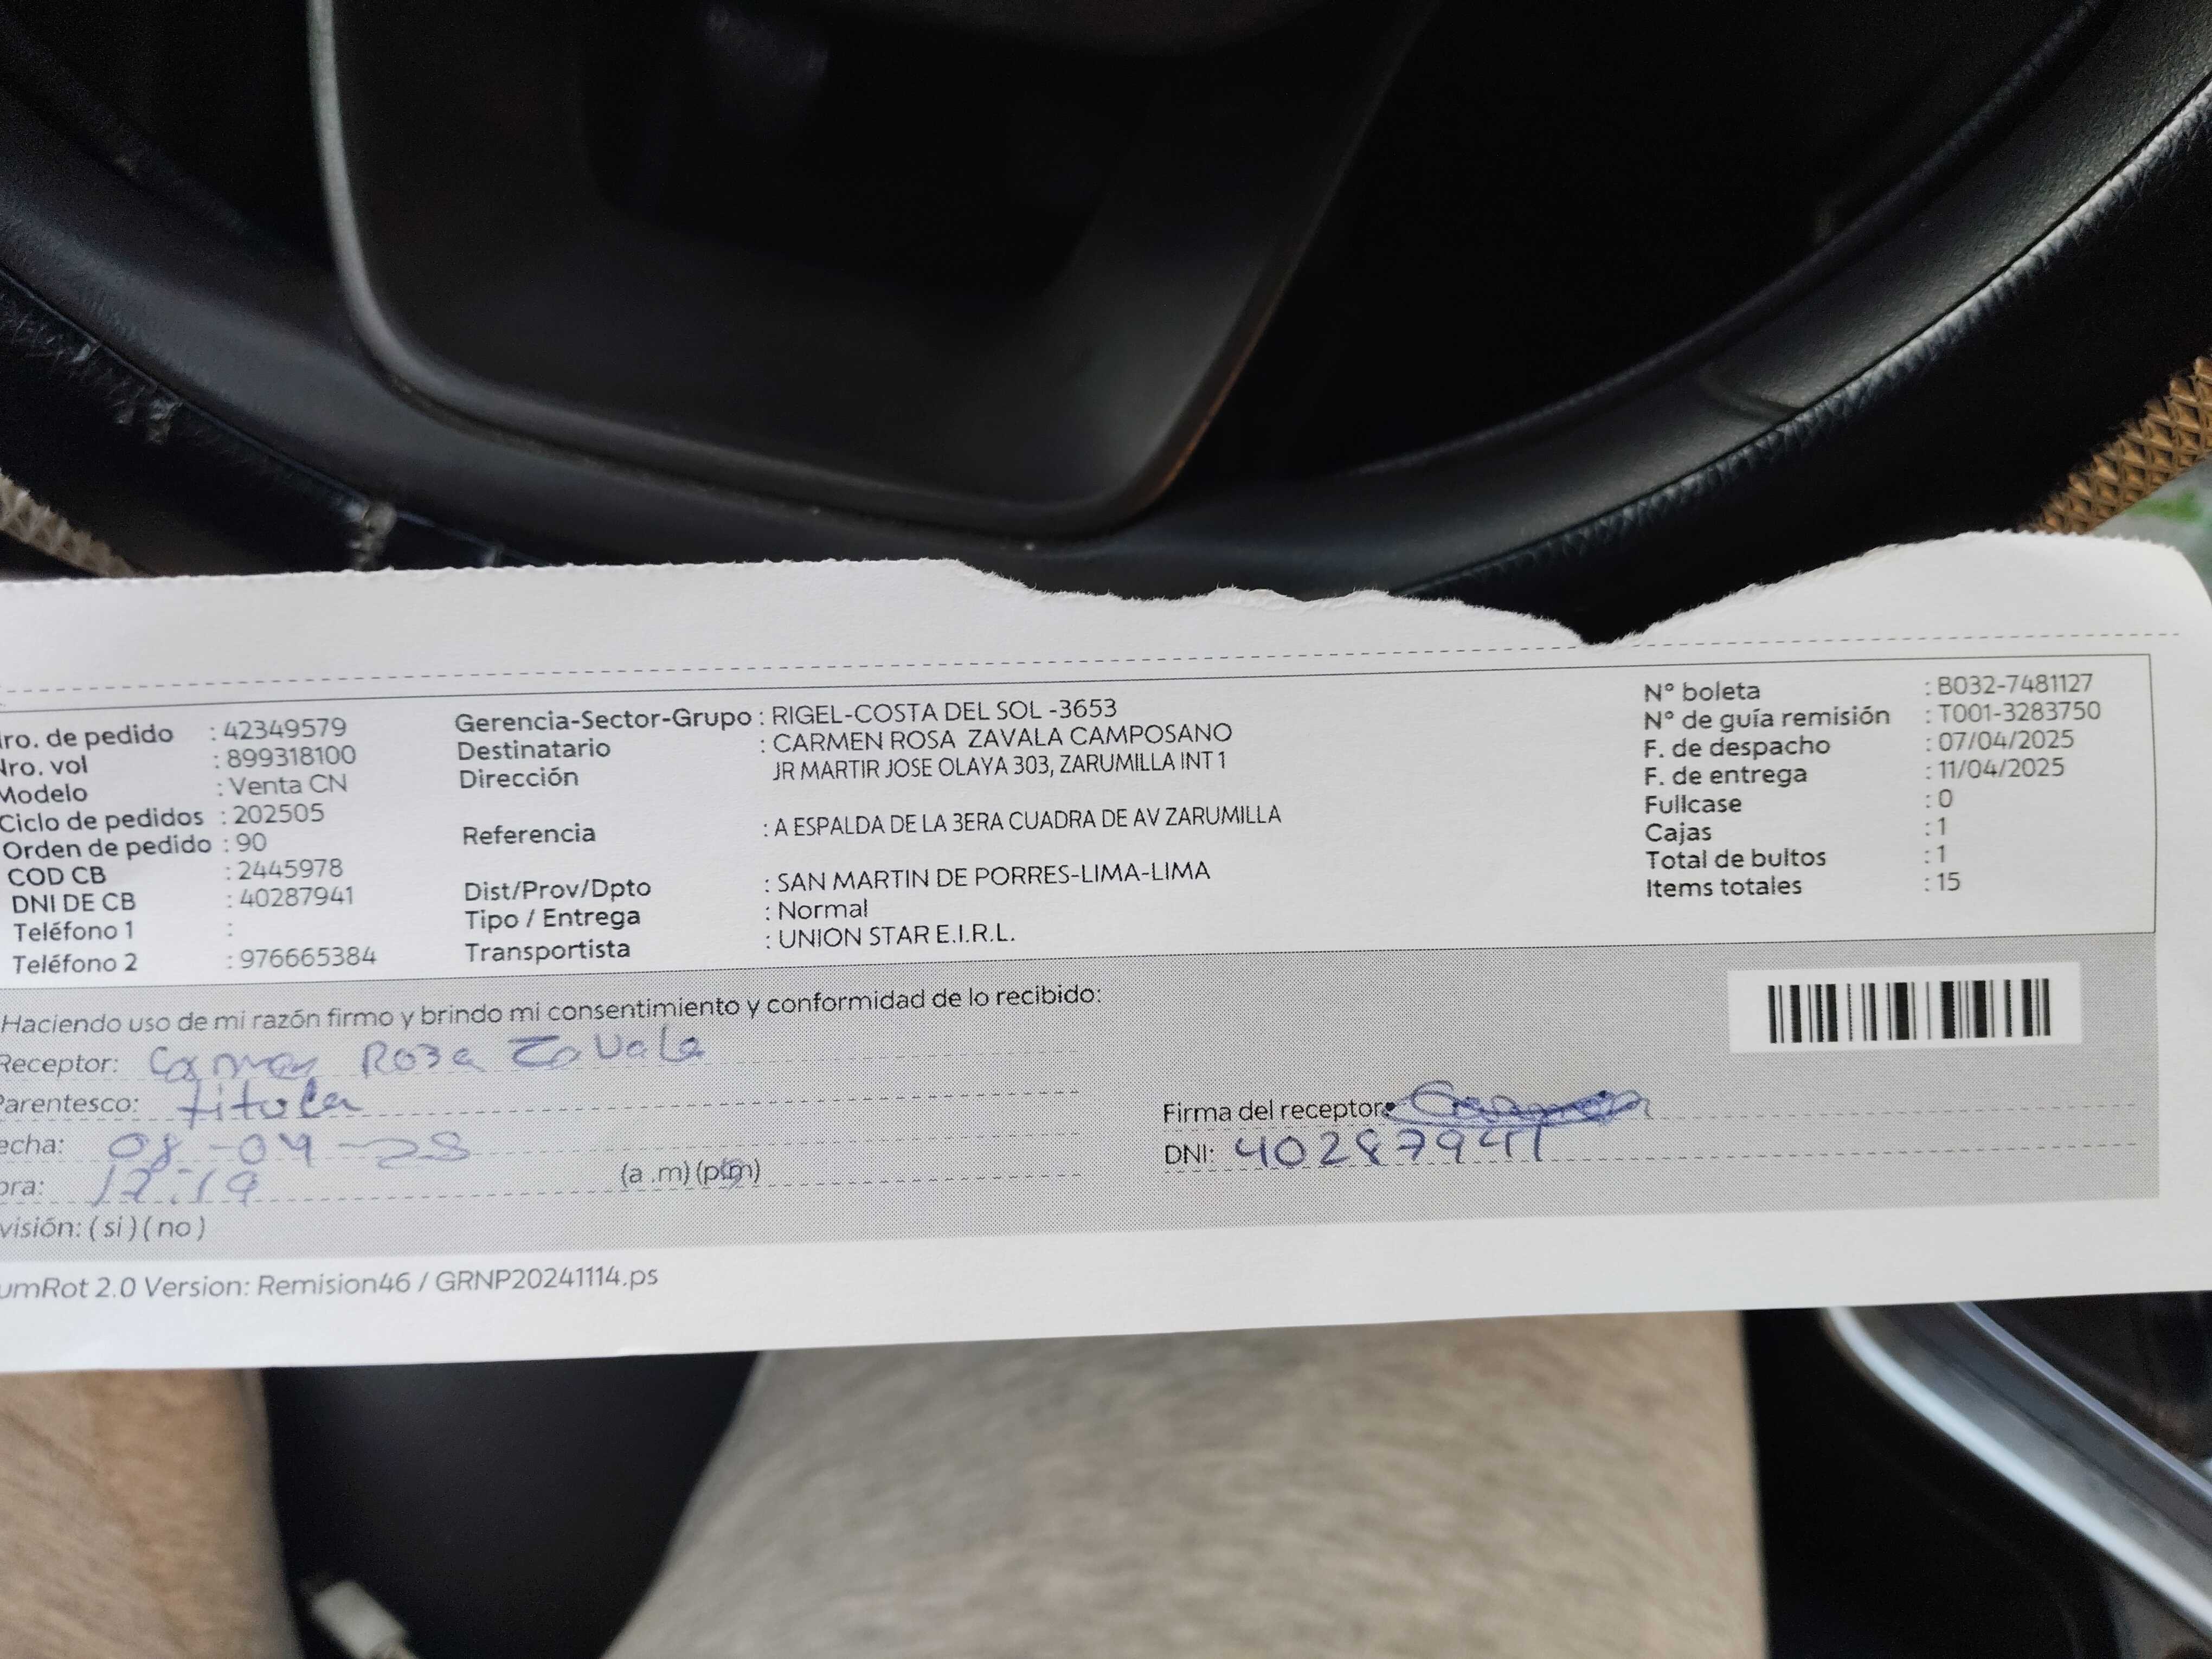 ro. de pedido : 42349579
Nro. vol : 899318100
Modelo : Venta CN
Ciclo de pedidos : 202505
Orden de pedido : 90
COD CB : 2445978
DNI DE CB : 40287941
Teléfono 1 :
Teléfono 2 : 976665384
Gerencia-Sector-Grupo : RIGEL-COSTA DEL SOL -3653
Destinatario : CARMEN ROSA ZAVALA CAMPOSANO
Dirección JR MARTIR JOSE OLAYA 303, ZARUMILLA INT 1
Referencia : A ESPALDA DE LA 3ERA CUADRA DE AV ZARUMILLA
Dist/Prov/Dpto : SAN MARTIN DE PORRES-LIMA-LIMA
Tipo / Entrega : Normal
Transportista : UNION STAR E.I.R.L.
N° boleta : B032-7481127
N° de guía remisión : T001-3283750
F. de despacho : 07/04/2025
F. de entrega : 11/04/2025
Fullcase : 0
Cajas : 1
Total de bultos : 1
Items totales : 15
Haciendo uso de mi razón firmo y brindo mi consentimiento y conformidad de lo recibido:
Receptor: Carmen Rosa Zavala
Parentesco: titular
echa: 08-04-25
ora: 12:19 (a .m) (p.m)
visión: ( si ) ( no )
Firma del receptor:
DNI: 40287941
umRot 2.0 Version: Remision46 / GRNP20241114.ps